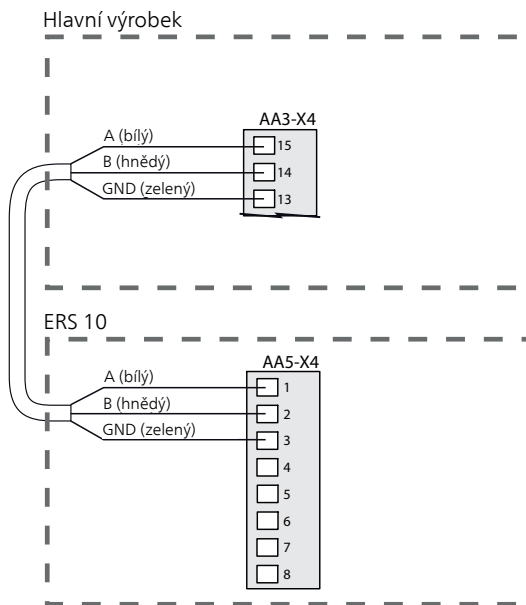 Hlavní výrobek
AA3-X4
A (bílý)
15
B (hnědý)
14
GND (zelený)
13
ERS 10
AA5-X4
A (bílý)
1
B (hnědý)
2
GND (zelený)
3
4
5
6
7
8